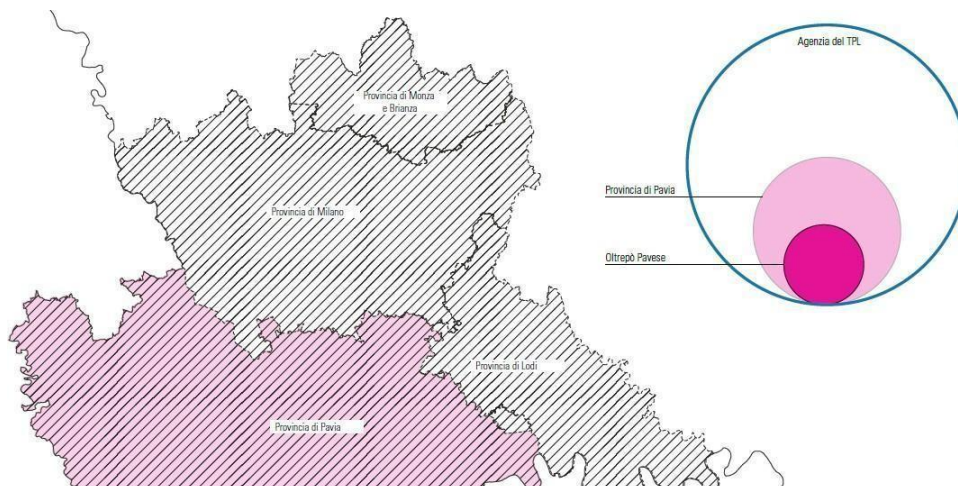 Provincia di Monza
e Brianza
Provincia di Milano
Provincia di Lodi
Provincia di Pavia
Agenzia del TPL
Provincia di Pavia
Oltrepò Pavese